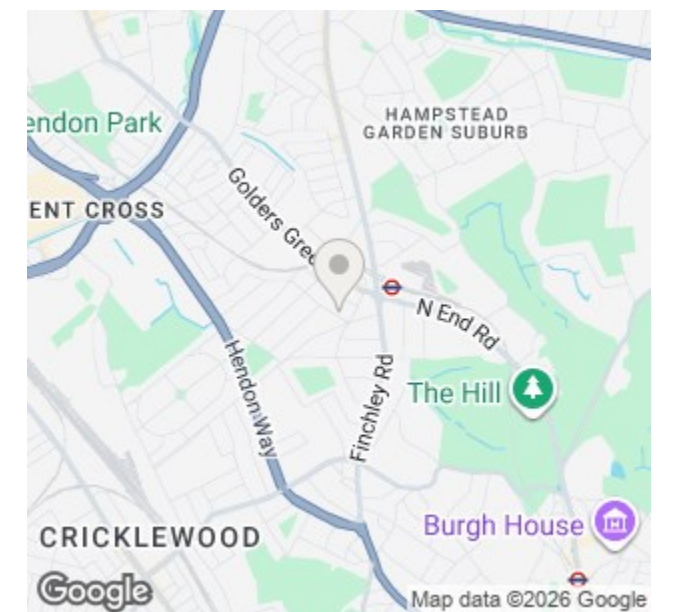 HAMPSTEAD
GARDEN SUBURB
endon Park
ENT CROSS
Golders Gree
N End Rd
Hendon Way
Finchley Rd
The Hill
Burgh House
CRICKLEWOOD
Google
Map data ©2026 Google